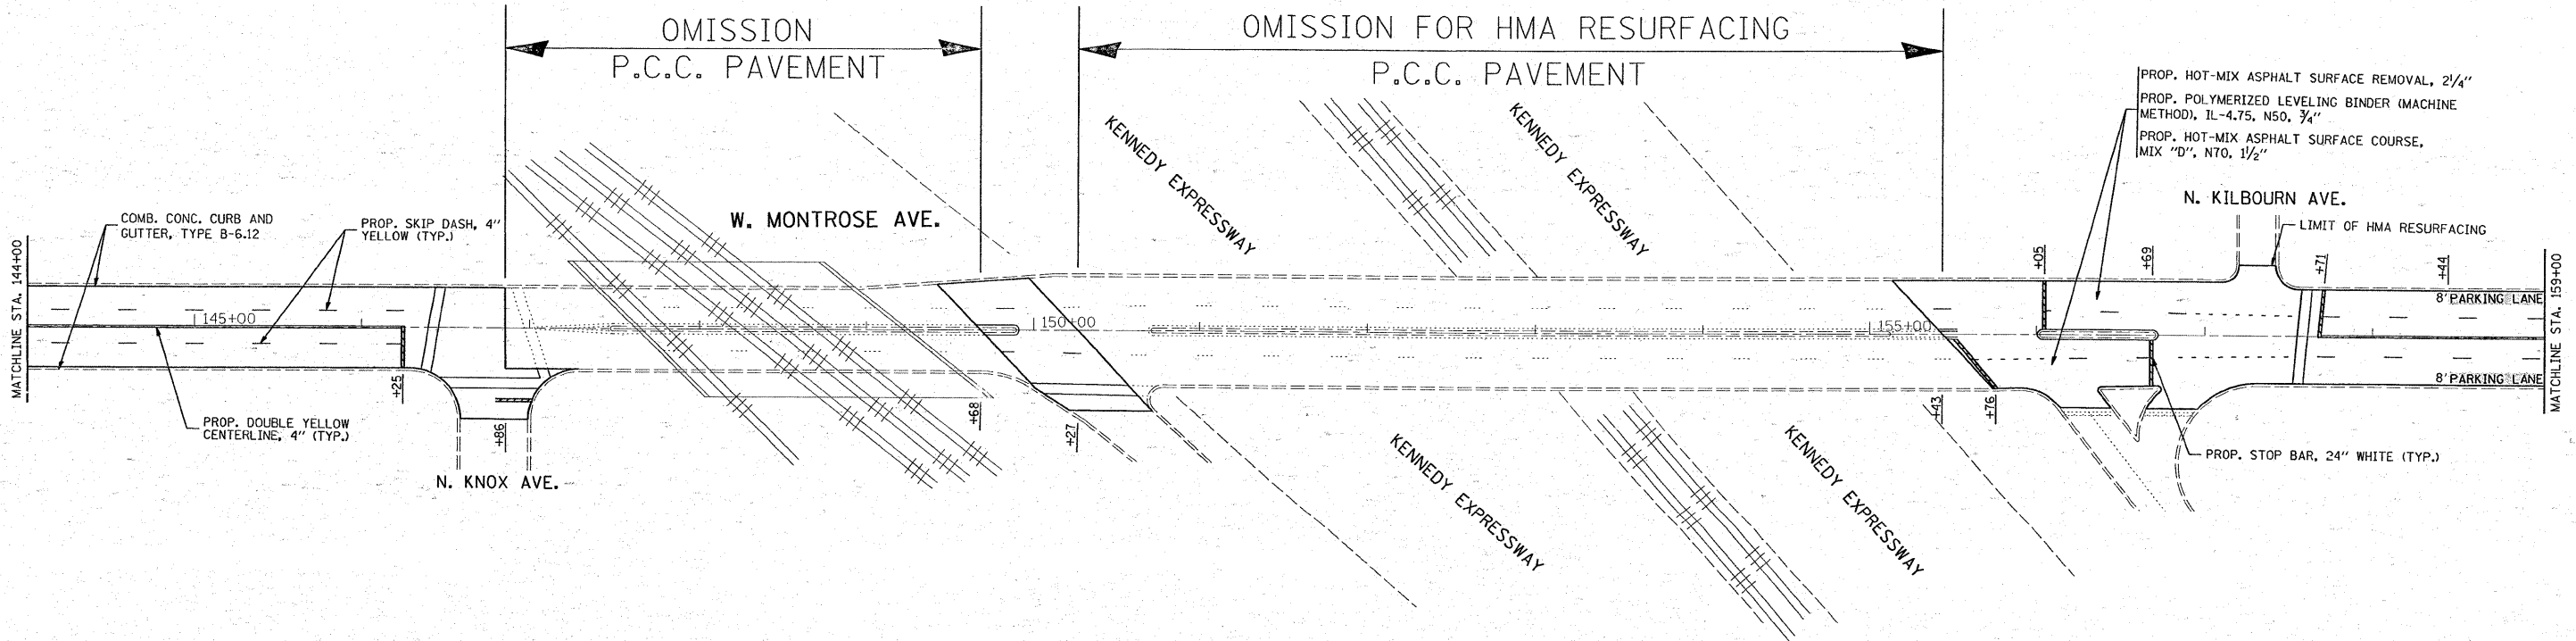 OMISSION
P.C.C. PAVEMENT
OMISSION FOR HMA RESURFACING
P.C.C. PAVEMENT
PROP. HOT-MIX ASPHALT SURFACE REMOVAL, 2 1/4"
PROP. POLYMERIZED LEVELING BINDER (MACHINE
METHOD), IL-4.75, N50, 3/4"
PROP. HOT-MIX ASPHALT SURFACE COURSE,
MIX "D", N70, 1 1/2"
KENNEDY EXPRESSWAY
KENNEDY EXPRESSWAY
N. KILBOURN AVE.
LIMIT OF HMA RESURFACING
COMB. CONC. CURB AND
GUTTER, TYPE B-6.12
PROP. SKIP DASH, 4"
YELLOW (TYP.)
W. MONTROSE AVE.
MATCHLINE STA. 144+00
+05
+69
+71
+44
8' PARKING LANE
145+00
150+00
155+00
8' PARKING LANE
MATCHLINE STA. 159+00
+25
+86
+68
+27
+43
+76
PROP. DOUBLE YELLOW
CENTERLINE, 4" (TYP.)
N. KNOX AVE.
KENNEDY EXPRESSWAY
KENNEDY EXPRESSWAY
PROP. STOP BAR, 24" WHITE (TYP.)